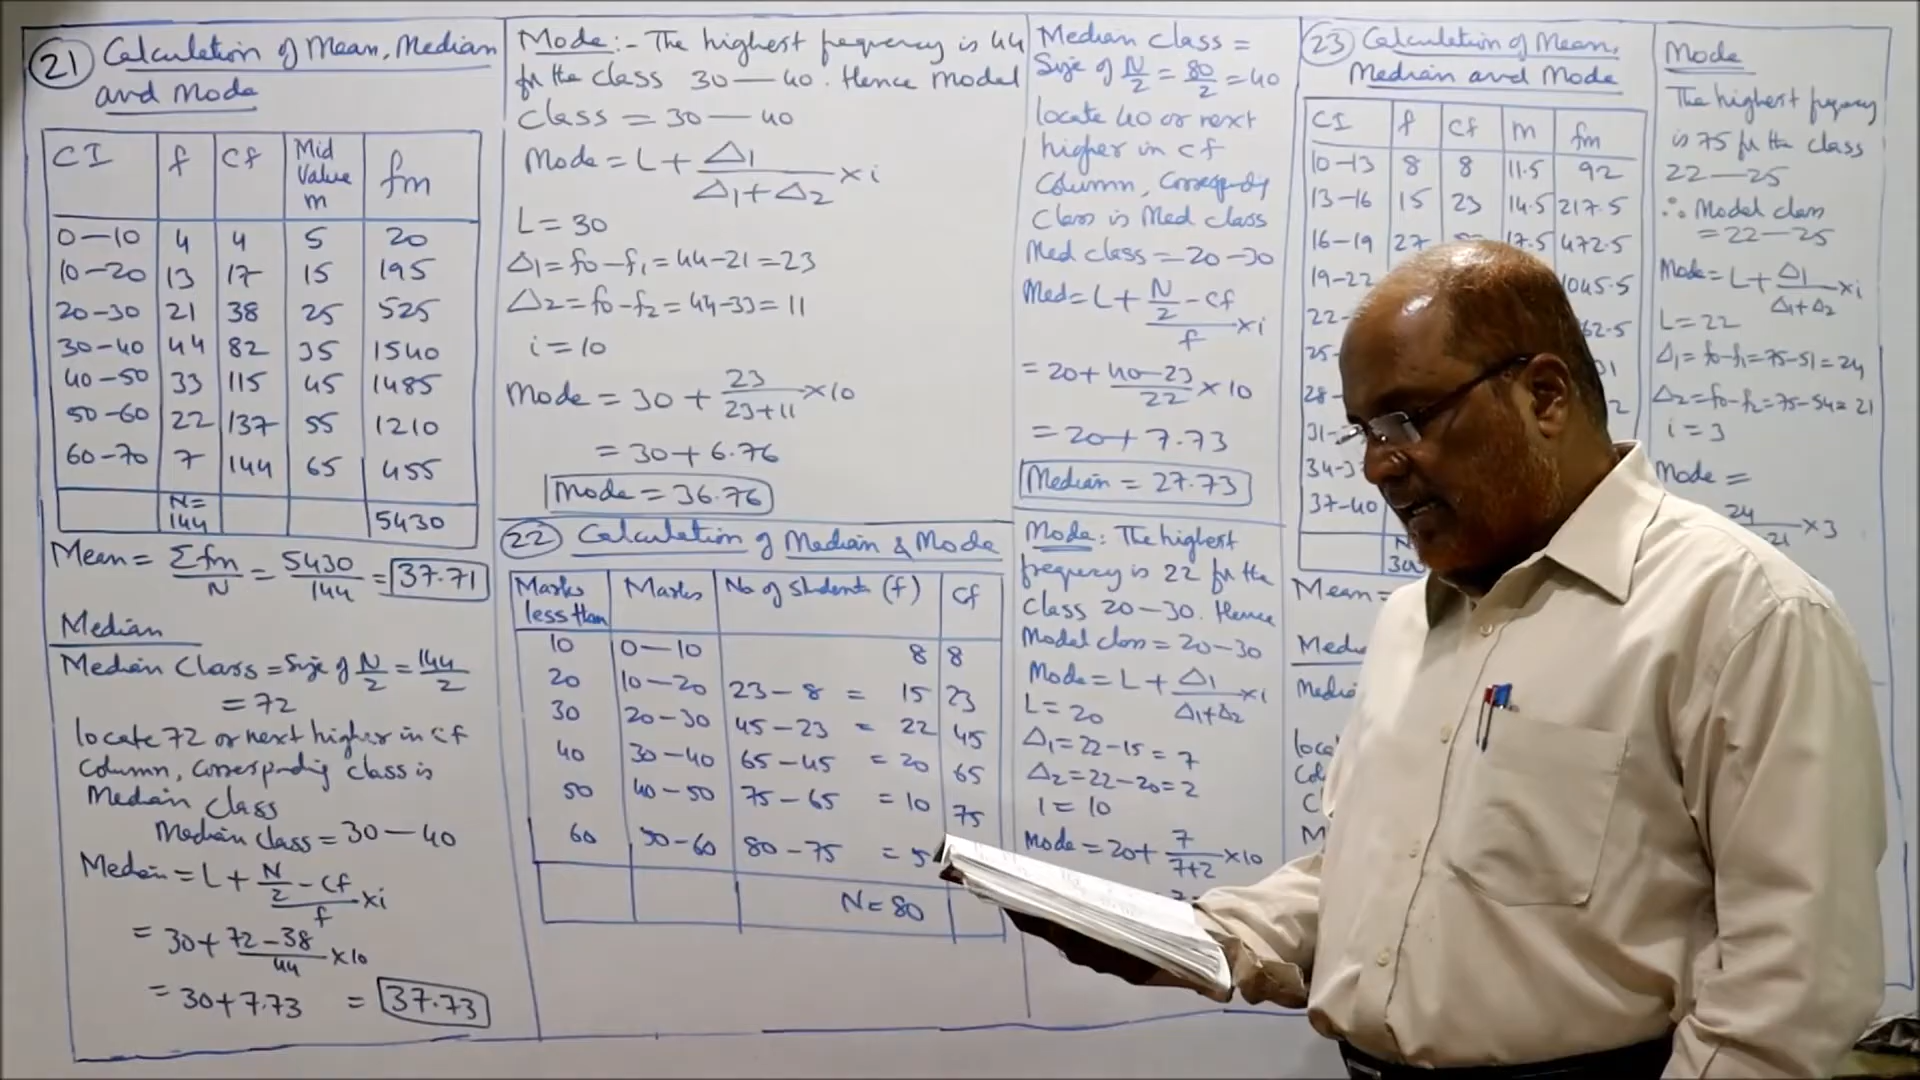 21 Calculation of Mean, Median
and Mode
CI f Cf Mid Value m fm
0-10 4 4 5 20
10-20 13 17 15 195
20-30 21 38 25 525
30-40 44 82 35 1540
40-50 33 115 45 1485
50-60 22 137 55 1210
60-70 7 144 65 455
N= 144 5430
Mean = Σfm/N = 5430/144 = 37.71
Median
Median Class = Size of N/2 = 144/2
= 72
locate 72 or next higher in cf
Column, Corresponding class is
Median class
Median class = 30-40
Median = L + (N/2 - cf)/f × i
= 30 + (72-38)/44 × 10
= 30+7.73 = 37.73
Mode:- The highest frequency is 44
for the class 30-40. Hence modal
class = 30-40
Mode = L + Δ1/(Δ1+Δ2) × i
L = 30
Δ1 = f0-f1 = 44-21 = 23
Δ2 = f0-f2 = 44-33 = 11
i = 10
Mode = 30 + 23/(23+11) × 10
= 30 + 6.76
Mode = 36.76
22 Calculation of Median & Mode
Marks less than Marks No of students (f) Cf
10 0-10 8 8
20 10-20 23-8 = 15 23
30 20-30 45-23 = 22 45
40 30-40 65-45 = 20 65
50 40-50 75-65 = 10 75
60 50-60 80-75 = 5
N= 80
Median class =
Size of N/2 = 80/2 = 40
locate 40 or next
higher in cf
Column, Corresponding
Class is Med class
Med class = 20-30
Med = L + (N/2 - cf)/f × i
= 20 + (40-23)/22 × 10
= 20+7.73
Median = 27.73
Mode: The highest
frequency is 22 for the
class 20-30. Hence
Modal class = 20-30
Mode = L + Δ1/(Δ1+Δ2) × i
L = 20
Δ1 = 22-15 = 7
Δ2 = 22-20 = 2
i = 10
Mode = 20 + 7/(7+2) × 10
23 Calculation of Mean,
Median and Mode
CI f Cf m fm
10-13 8 8 11.5 92
13-16 15 23 14.5 217.5
16-19 27 17.5 472.5
19-22 1045.5
22-
25-
28-
31-
34-
37-40
Mean =
Mode
The highest frequency
is 75 for the class
22-25
∴ Modal class
= 22-25
Mode = L + Δ1/(Δ1+Δ2) × i
L = 22
Δ1 = f0-f1 = 75-51 = 24
Δ2 = f0-f2 = 75-54 = 21
i = 3
Mode =
24
× 3